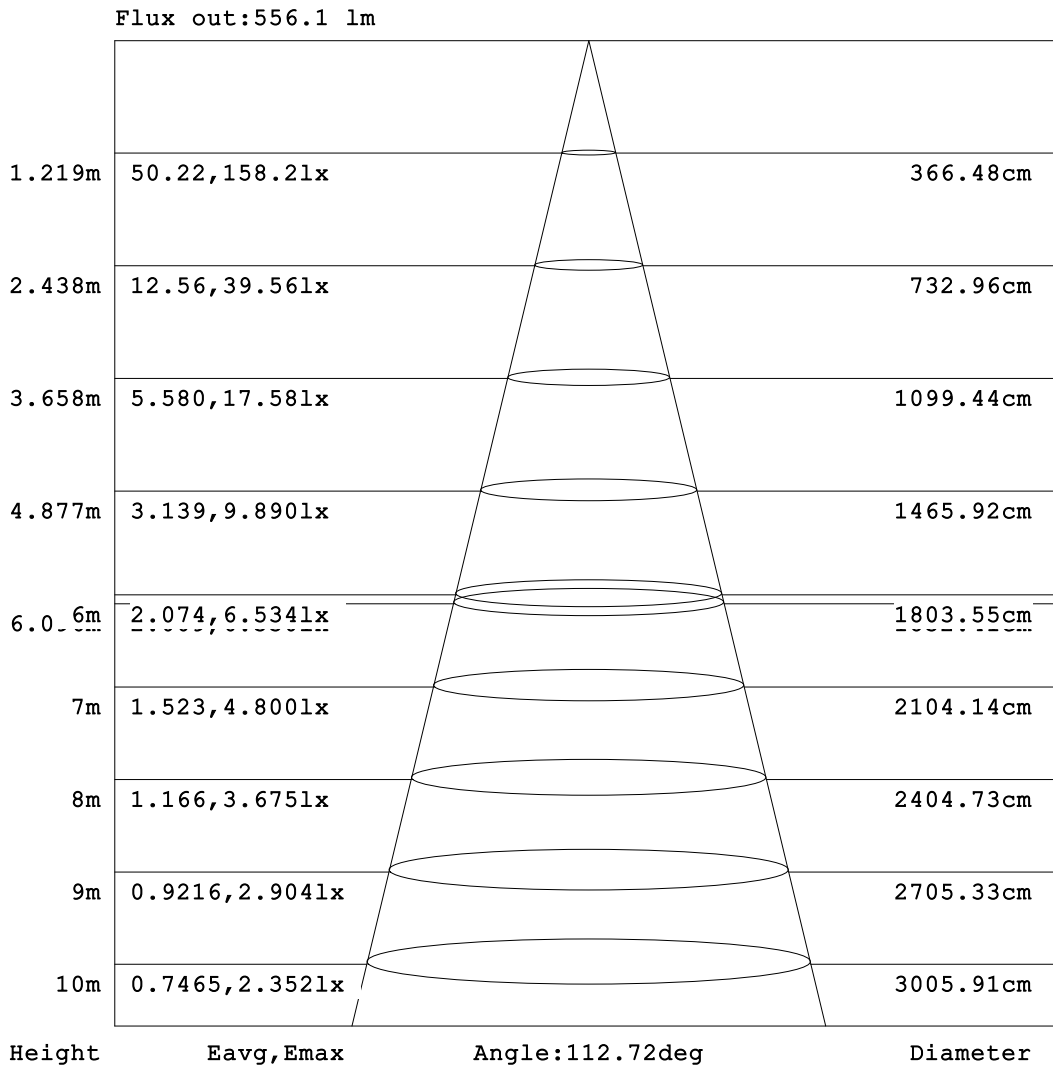 Flux out:556.1 lm
1.219m 50.22,158.2lx 366.48cm
2.438m 12.56,39.56lx 732.96cm
3.658m 5.580,17.58lx 1099.44cm
4.877m 3.139,9.890lx 1465.92cm
6m 2.074,6.534lx 1803.55cm
7m 1.523,4.800lx 2104.14cm
8m 1.166,3.675lx 2404.73cm
9m 0.9216,2.904lx 2705.33cm
10m 0.7465,2.352lx 3005.91cm
Height Eavg,Emax Angle:112.72deg Diameter